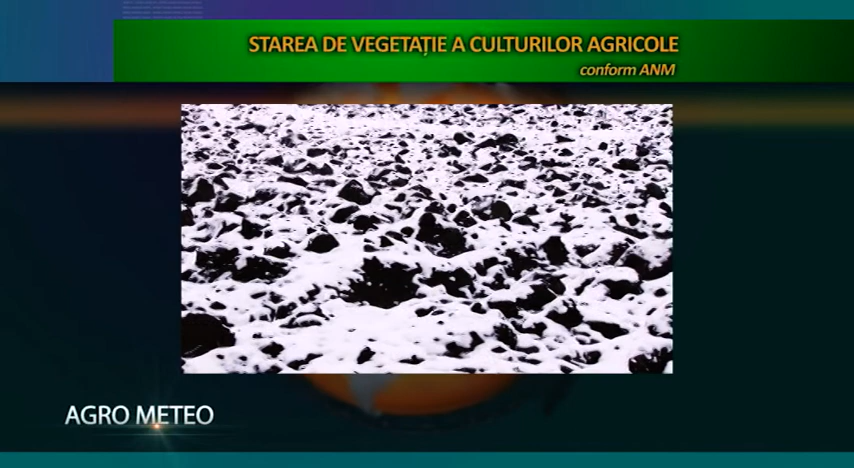 STAREA DE VEGETAȚIE A CULTURILOR AGRICOLE
conform ANM
AGRO METEO